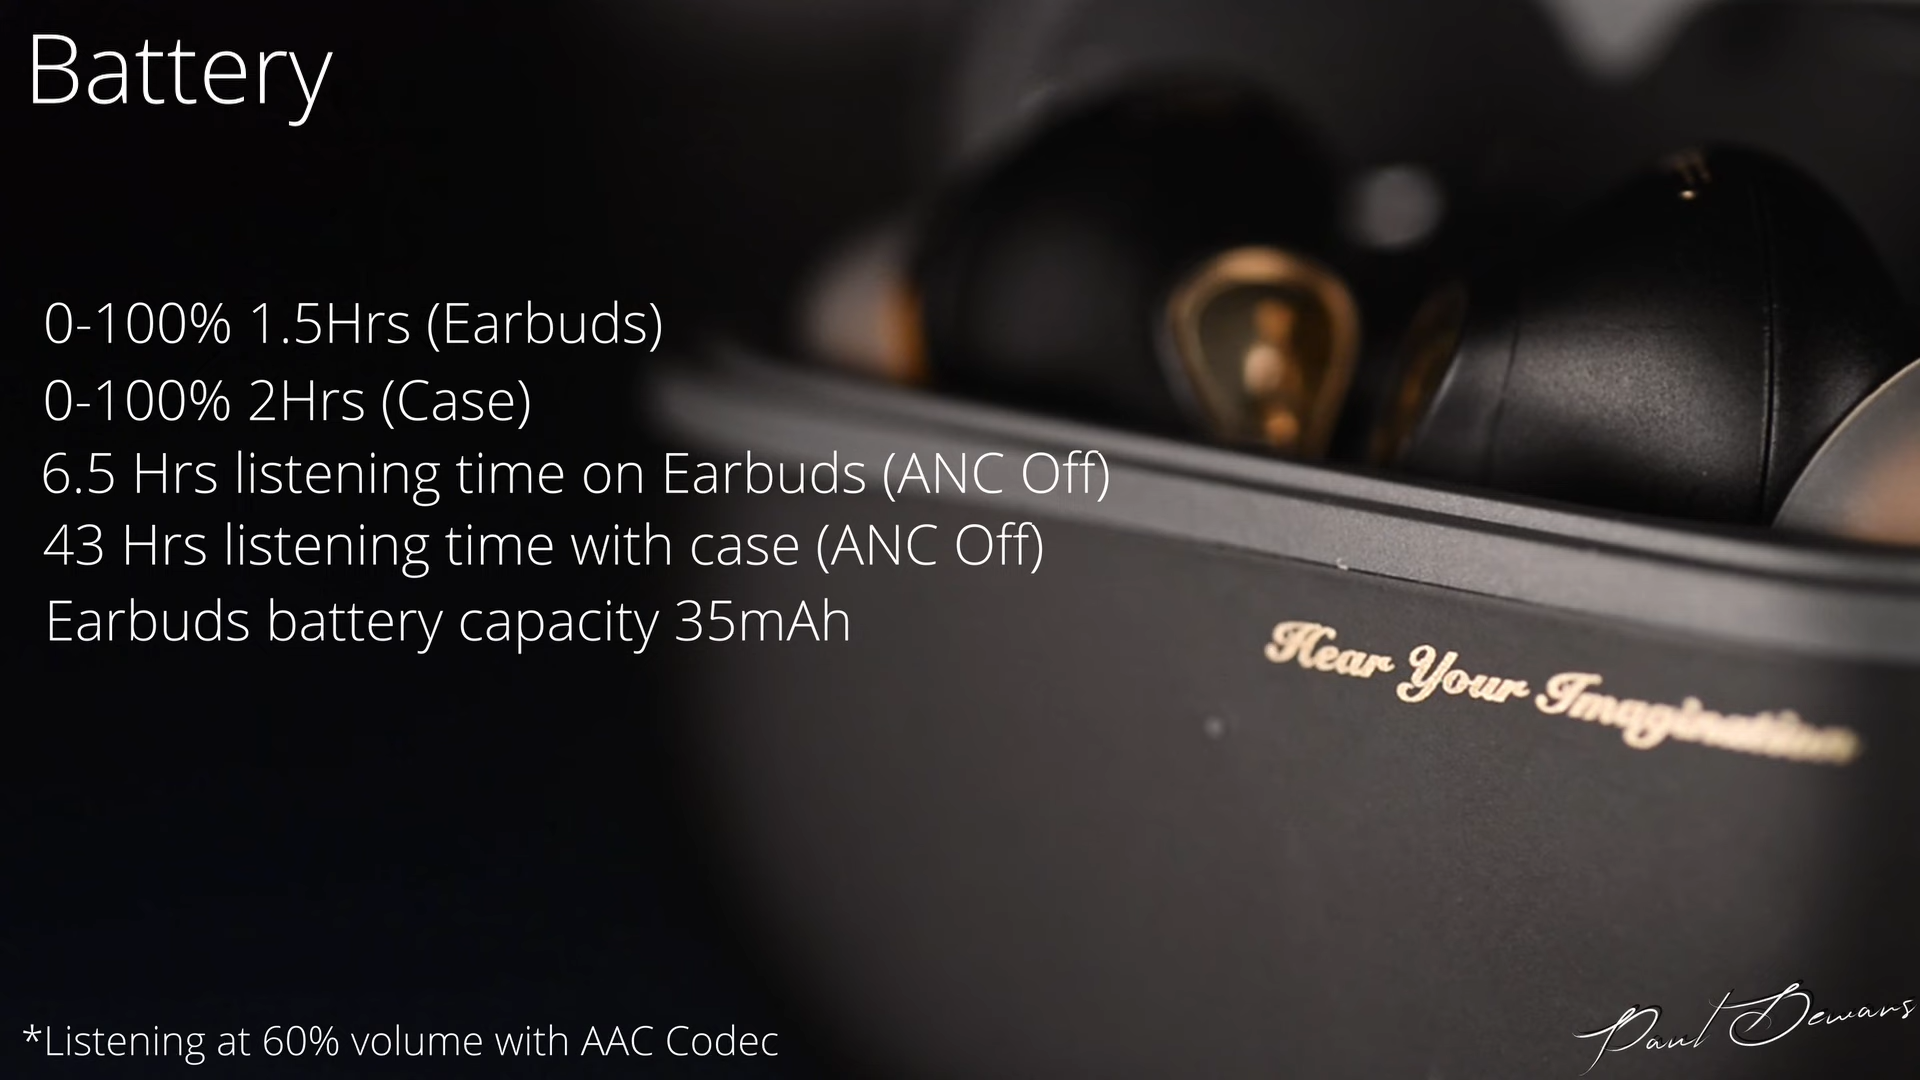 Battery
0-100% 1.5Hrs (Earbuds)
0-100% 2Hrs (Case)
6.5 Hrs listening time on Earbuds (ANC Off)
43 Hrs listening time with case (ANC Off)
Earbuds battery capacity 35mAh
Hear Your Imagination
*Listening at 60% volume with AAC Codec
Paul Dewans